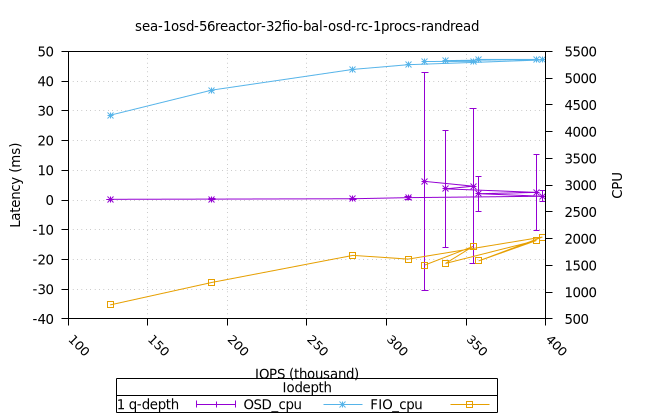 sea-1osd-56reactor-32fio-bal-osd-rc-1procs-randread
50 5500
40 5000
30 4500
20 4000
10 3500
0 3000
-10 2500
-20 2000
-30 1500
-40 1000
500
Latency (ms)
CPU
100 150 200 250 300 350 400
IOPS (thousand)
Iodepth
1 q-depth OSD_cpu FIO_cpu